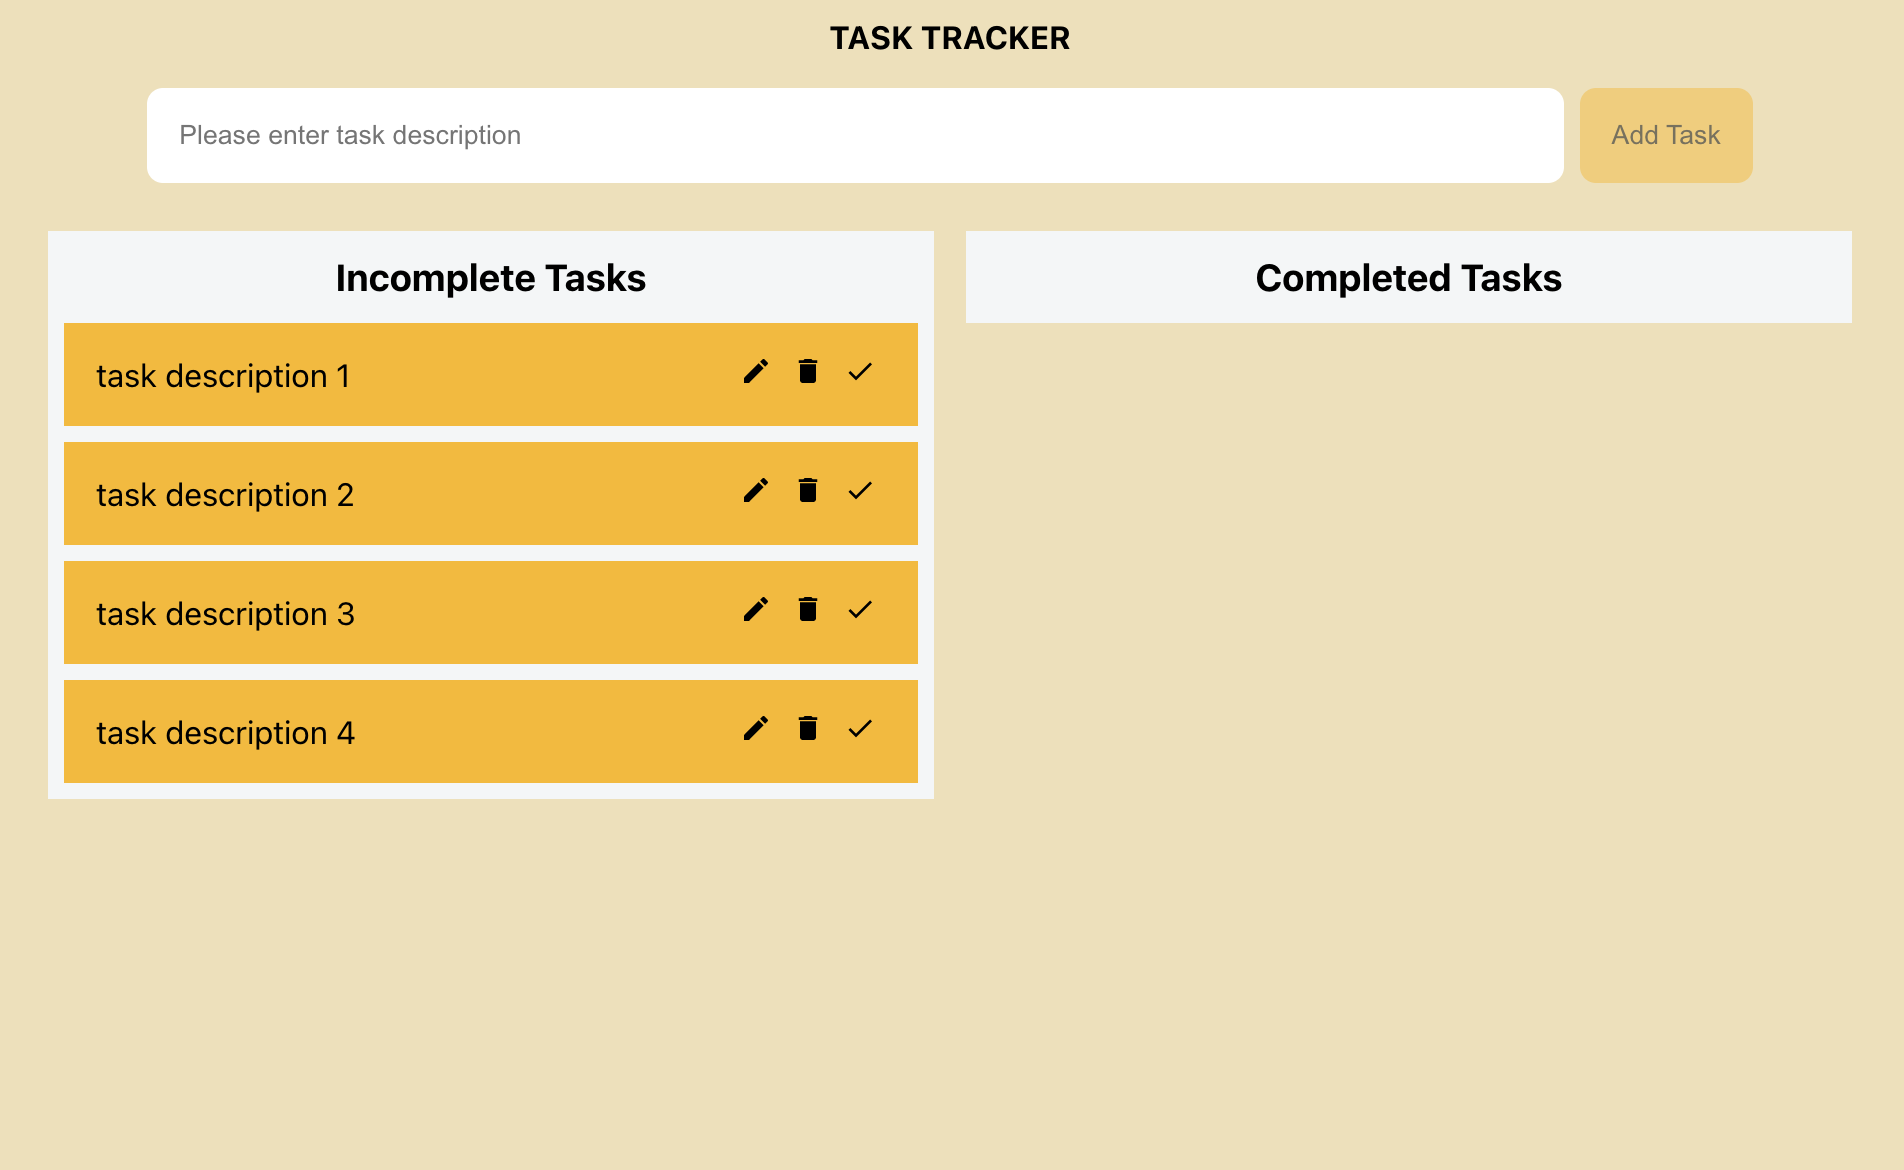 TASK TRACKER
Please enter task description
Add Task
Incomplete Tasks
task description 1
task description 2
task description 3
task description 4
Completed Tasks